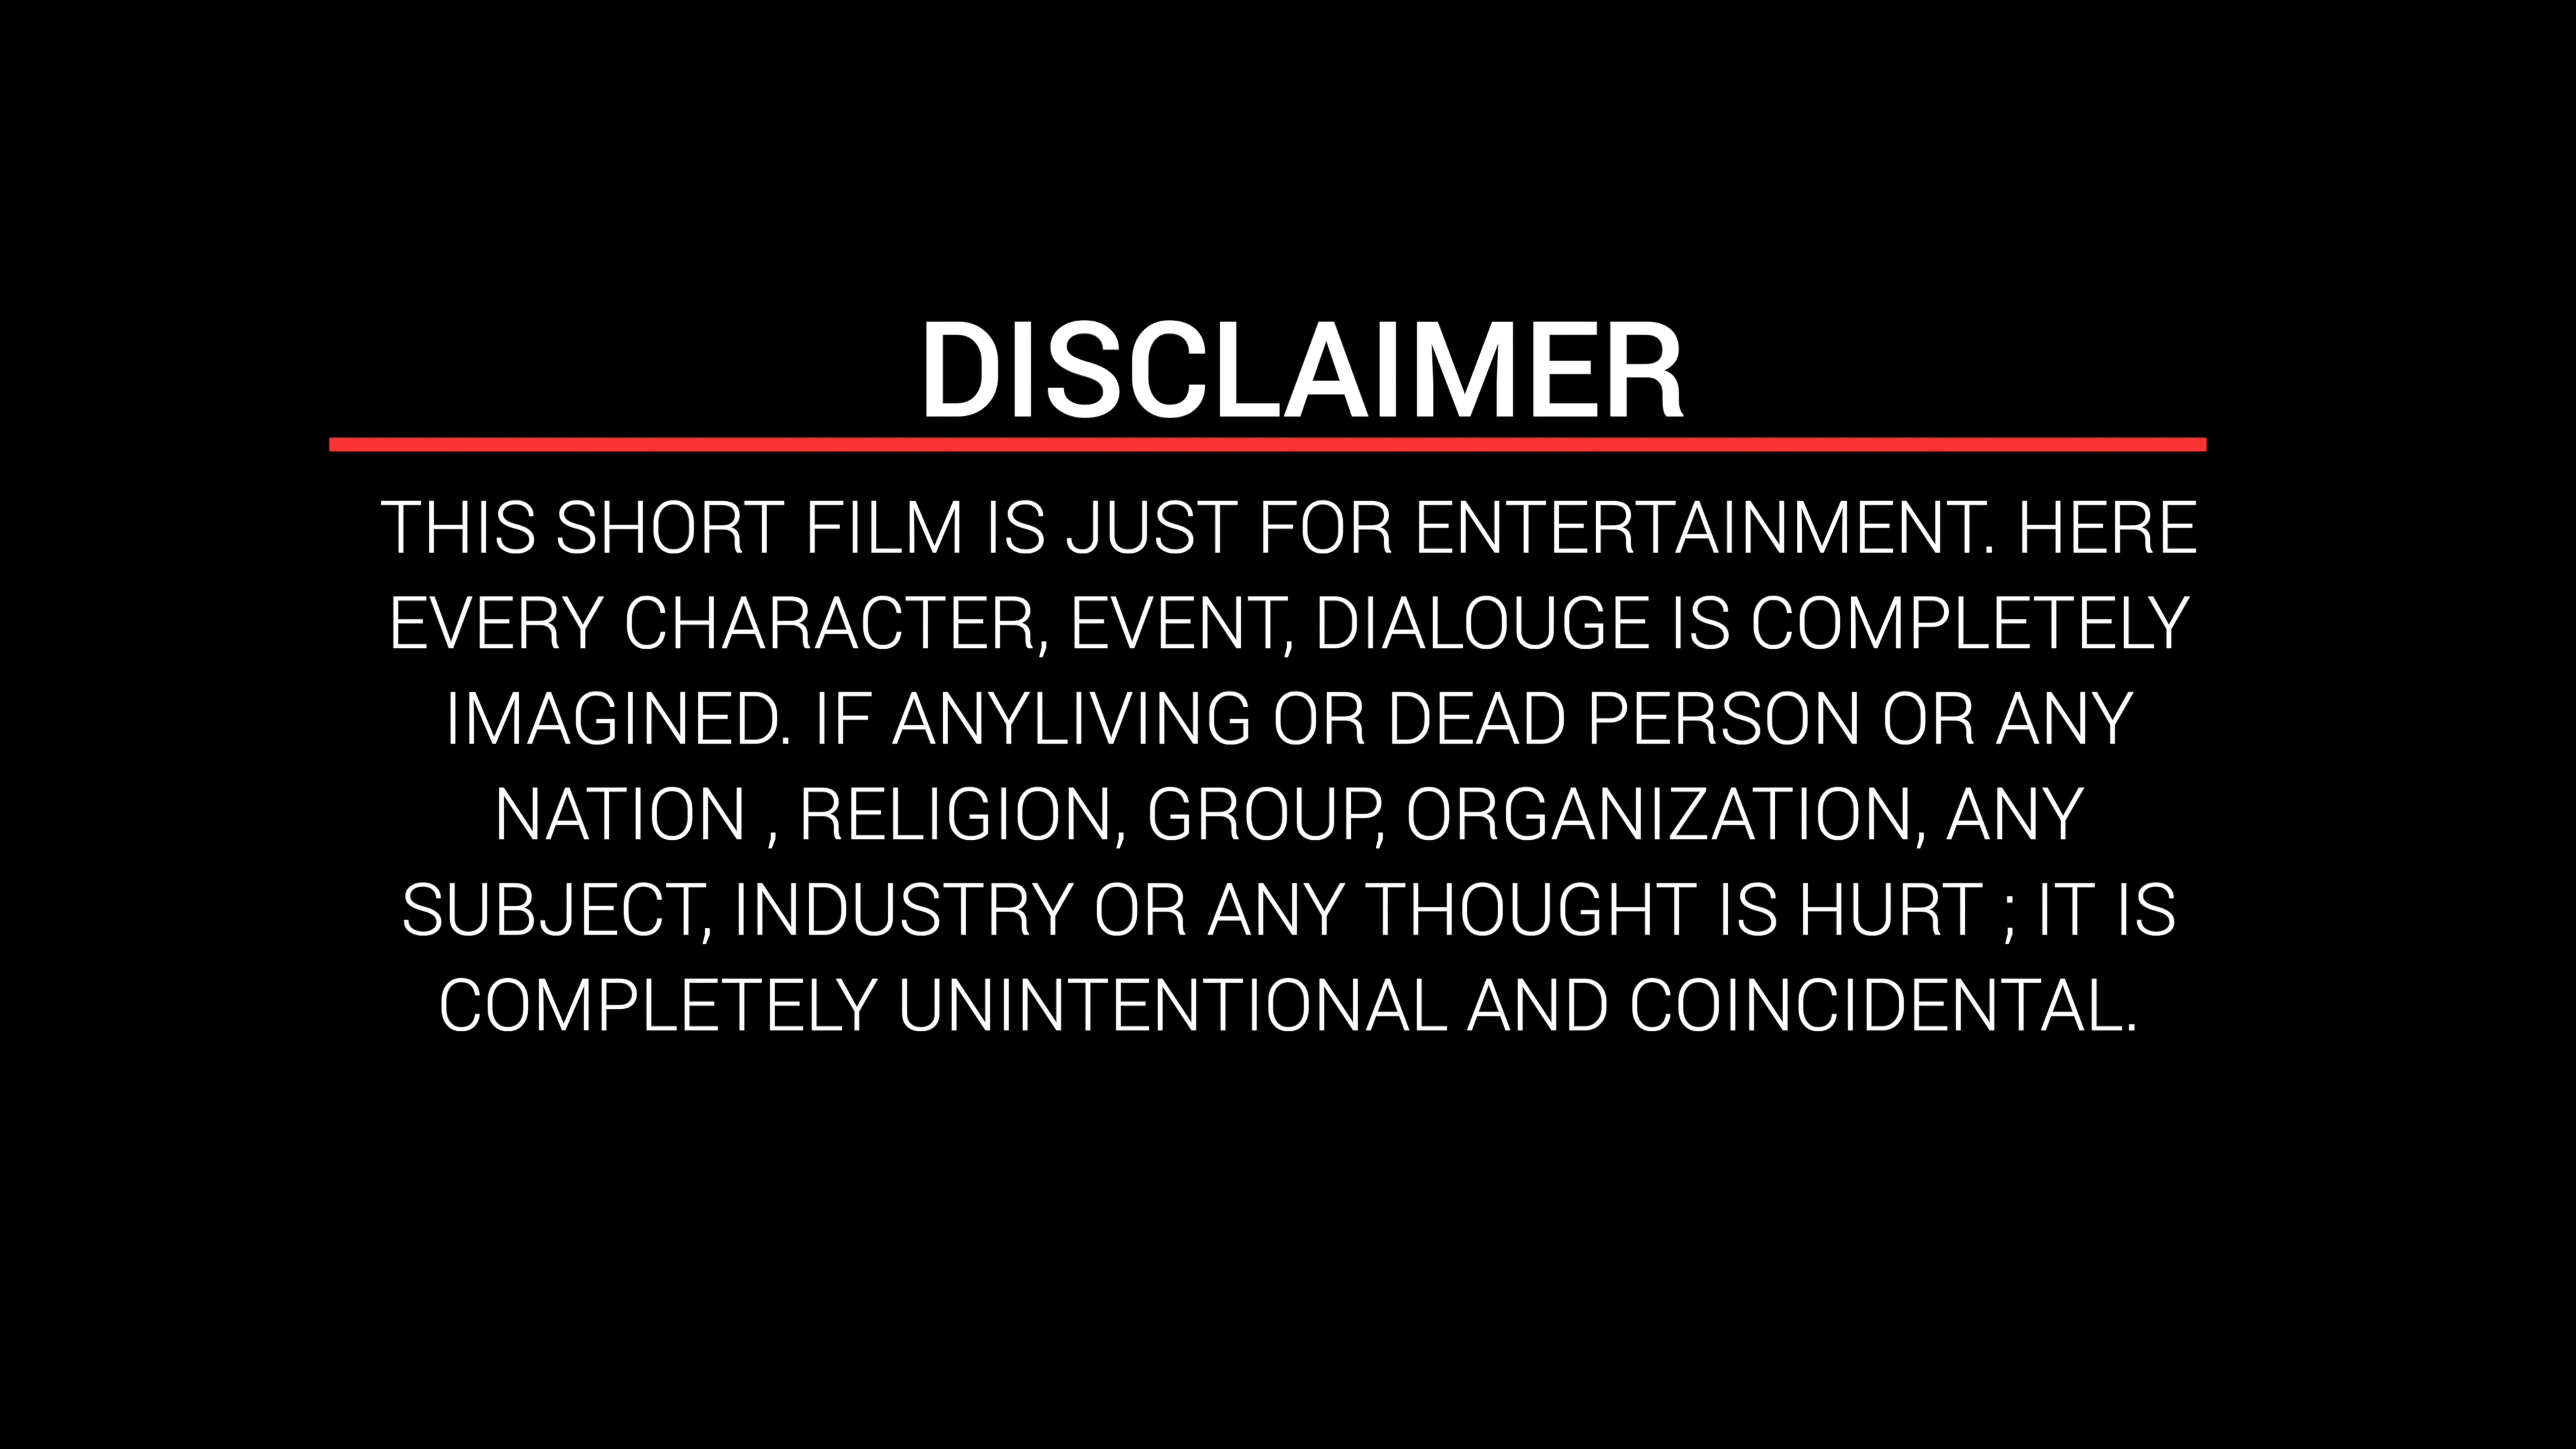 DISCLAIMER
THIS SHORT FILM IS JUST FOR ENTERTAINMENT. HERE
EVERY CHARACTER, EVENT, DIALOUGE IS COMPLETELY
IMAGINED. IF ANYLIVING OR DEAD PERSON OR ANY
NATION , RELIGION, GROUP, ORGANIZATION, ANY
SUBJECT, INDUSTRY OR ANY THOUGHT IS HURT ; IT IS
COMPLETELY UNINTENTIONAL AND COINCIDENTAL.